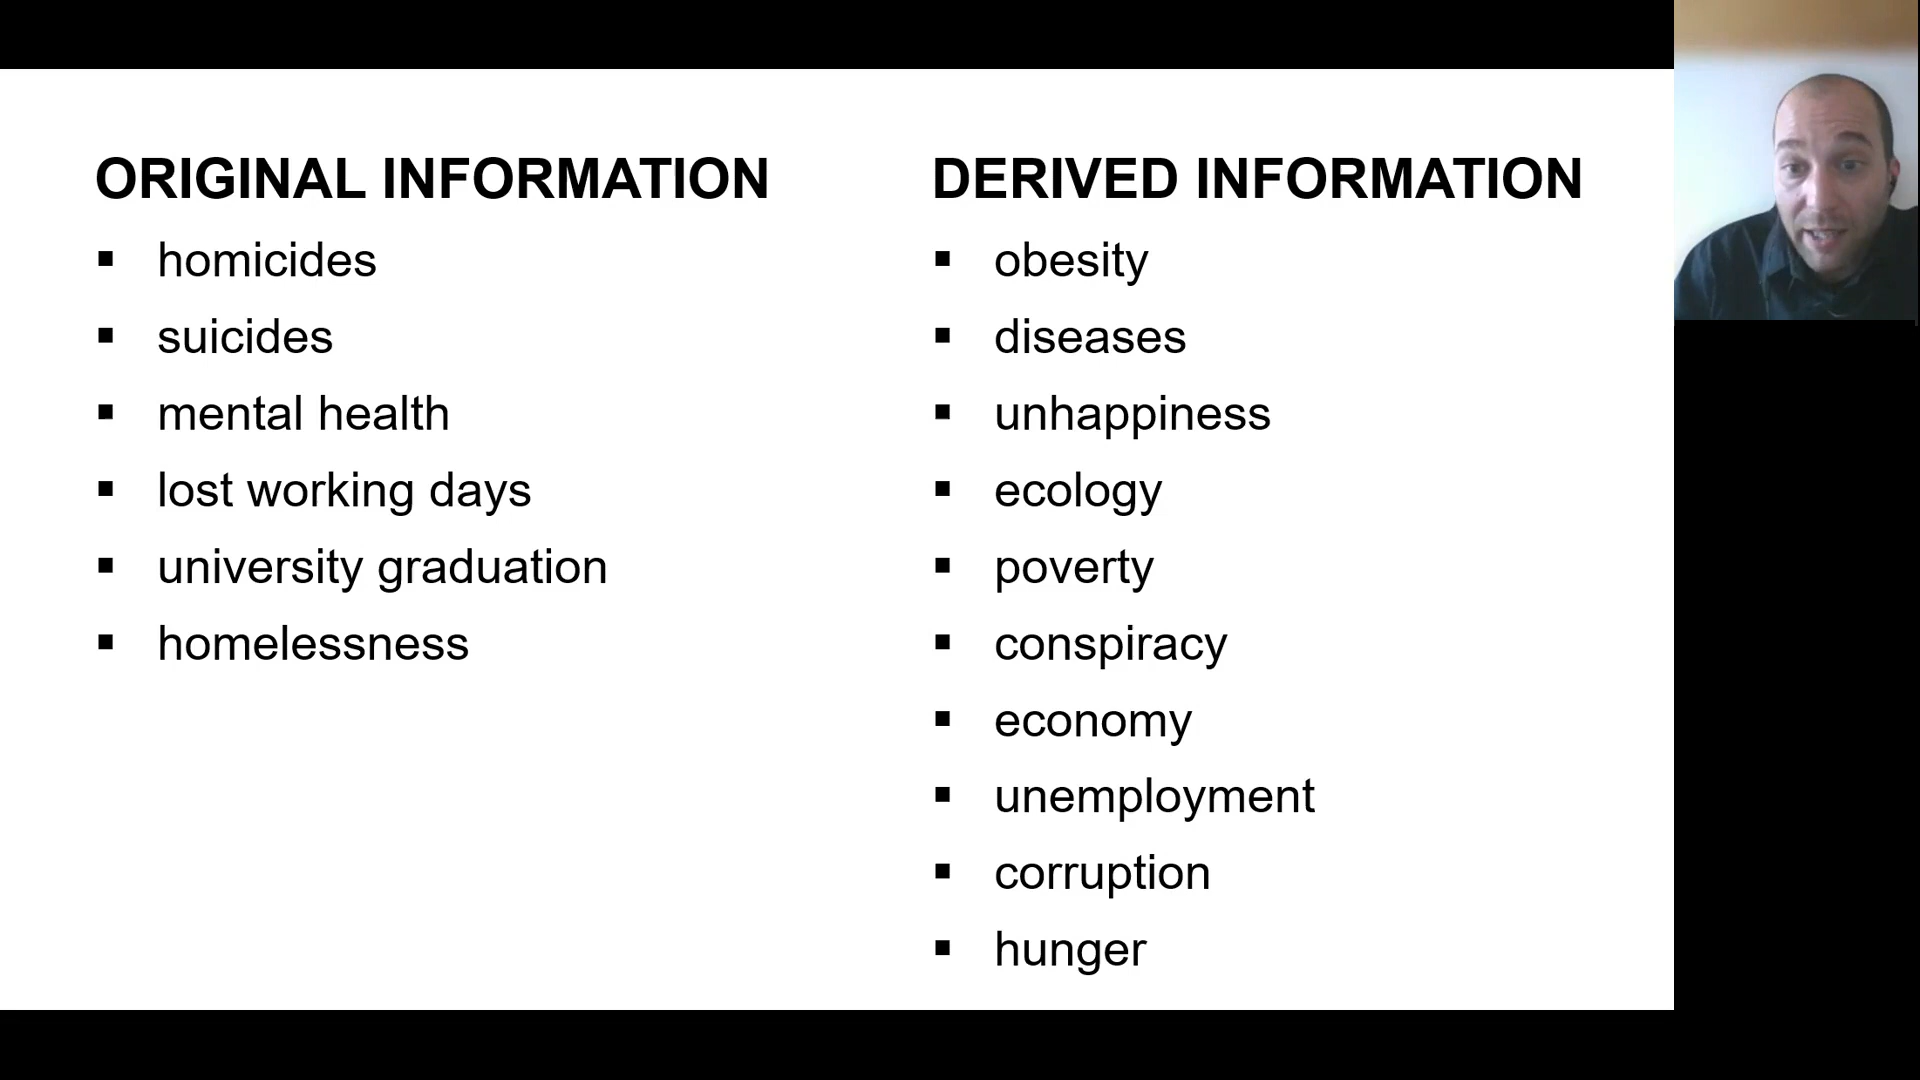 ORIGINAL INFORMATION
▪ homicides
▪ suicides
▪ mental health
▪ lost working days
▪ university graduation
▪ homelessness
DERIVED INFORMATION
▪ obesity
▪ diseases
▪ unhappiness
▪ ecology
▪ poverty
▪ conspiracy
▪ economy
▪ unemployment
▪ corruption
▪ hunger